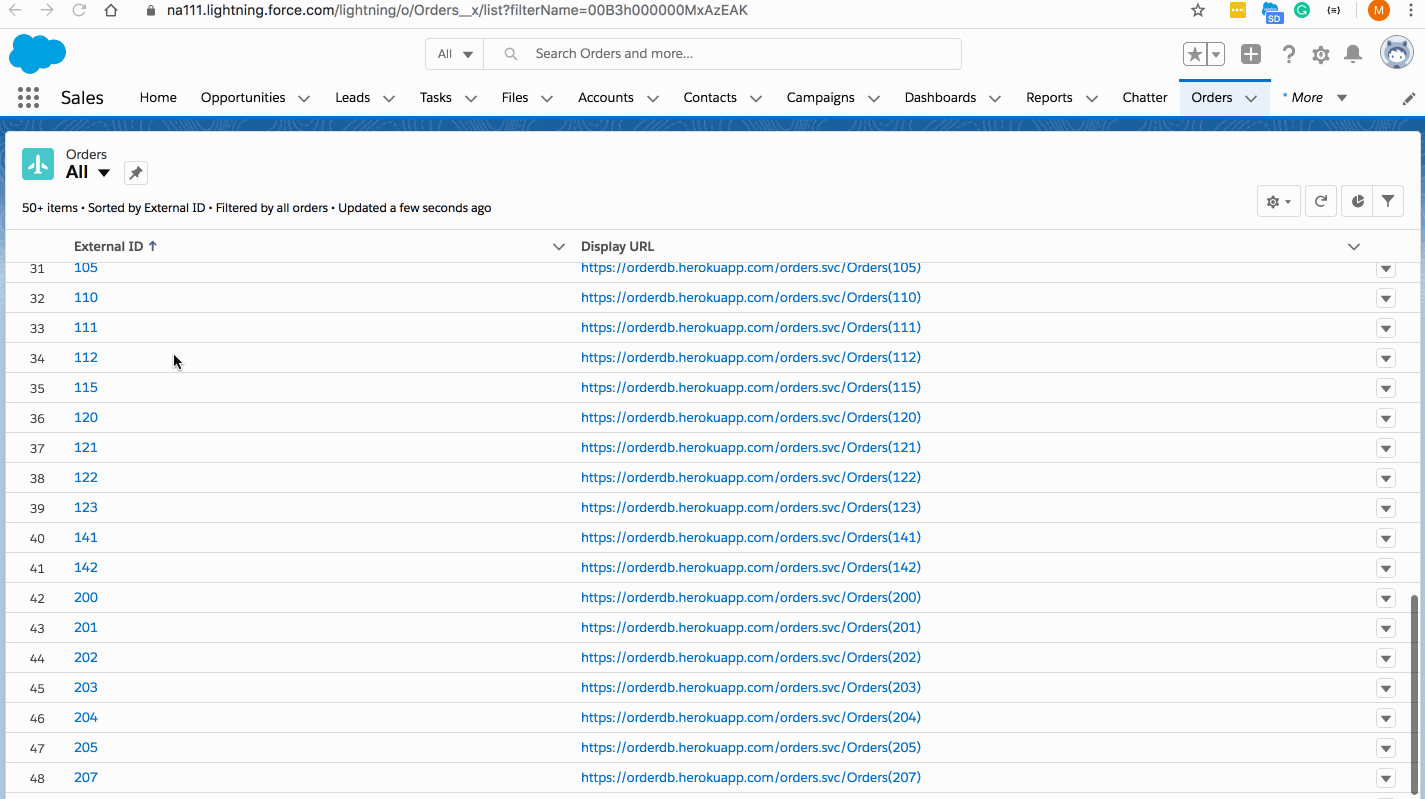 na111.lightning.force.com/lightning/o/Orders__x/list?filterName=00B3h000000MxAzEAK
SD
M
All
Search Orders and more...
Sales Home Opportunities Leads Tasks Files Accounts Contacts Campaigns Dashboards Reports Chatter Orders * More
Orders
All
50+ items • Sorted by External ID • Filtered by all orders • Updated a few seconds ago
External ID Display URL
31 105 https://orderdb.herokuapp.com/orders.svc/Orders(105)
32 110 https://orderdb.herokuapp.com/orders.svc/Orders(110)
33 111 https://orderdb.herokuapp.com/orders.svc/Orders(111)
34 112 https://orderdb.herokuapp.com/orders.svc/Orders(112)
35 115 https://orderdb.herokuapp.com/orders.svc/Orders(115)
36 120 https://orderdb.herokuapp.com/orders.svc/Orders(120)
37 121 https://orderdb.herokuapp.com/orders.svc/Orders(121)
38 122 https://orderdb.herokuapp.com/orders.svc/Orders(122)
39 123 https://orderdb.herokuapp.com/orders.svc/Orders(123)
40 141 https://orderdb.herokuapp.com/orders.svc/Orders(141)
41 142 https://orderdb.herokuapp.com/orders.svc/Orders(142)
42 200 https://orderdb.herokuapp.com/orders.svc/Orders(200)
43 201 https://orderdb.herokuapp.com/orders.svc/Orders(201)
44 202 https://orderdb.herokuapp.com/orders.svc/Orders(202)
45 203 https://orderdb.herokuapp.com/orders.svc/Orders(203)
46 204 https://orderdb.herokuapp.com/orders.svc/Orders(204)
47 205 https://orderdb.herokuapp.com/orders.svc/Orders(205)
48 207 https://orderdb.herokuapp.com/orders.svc/Orders(207)